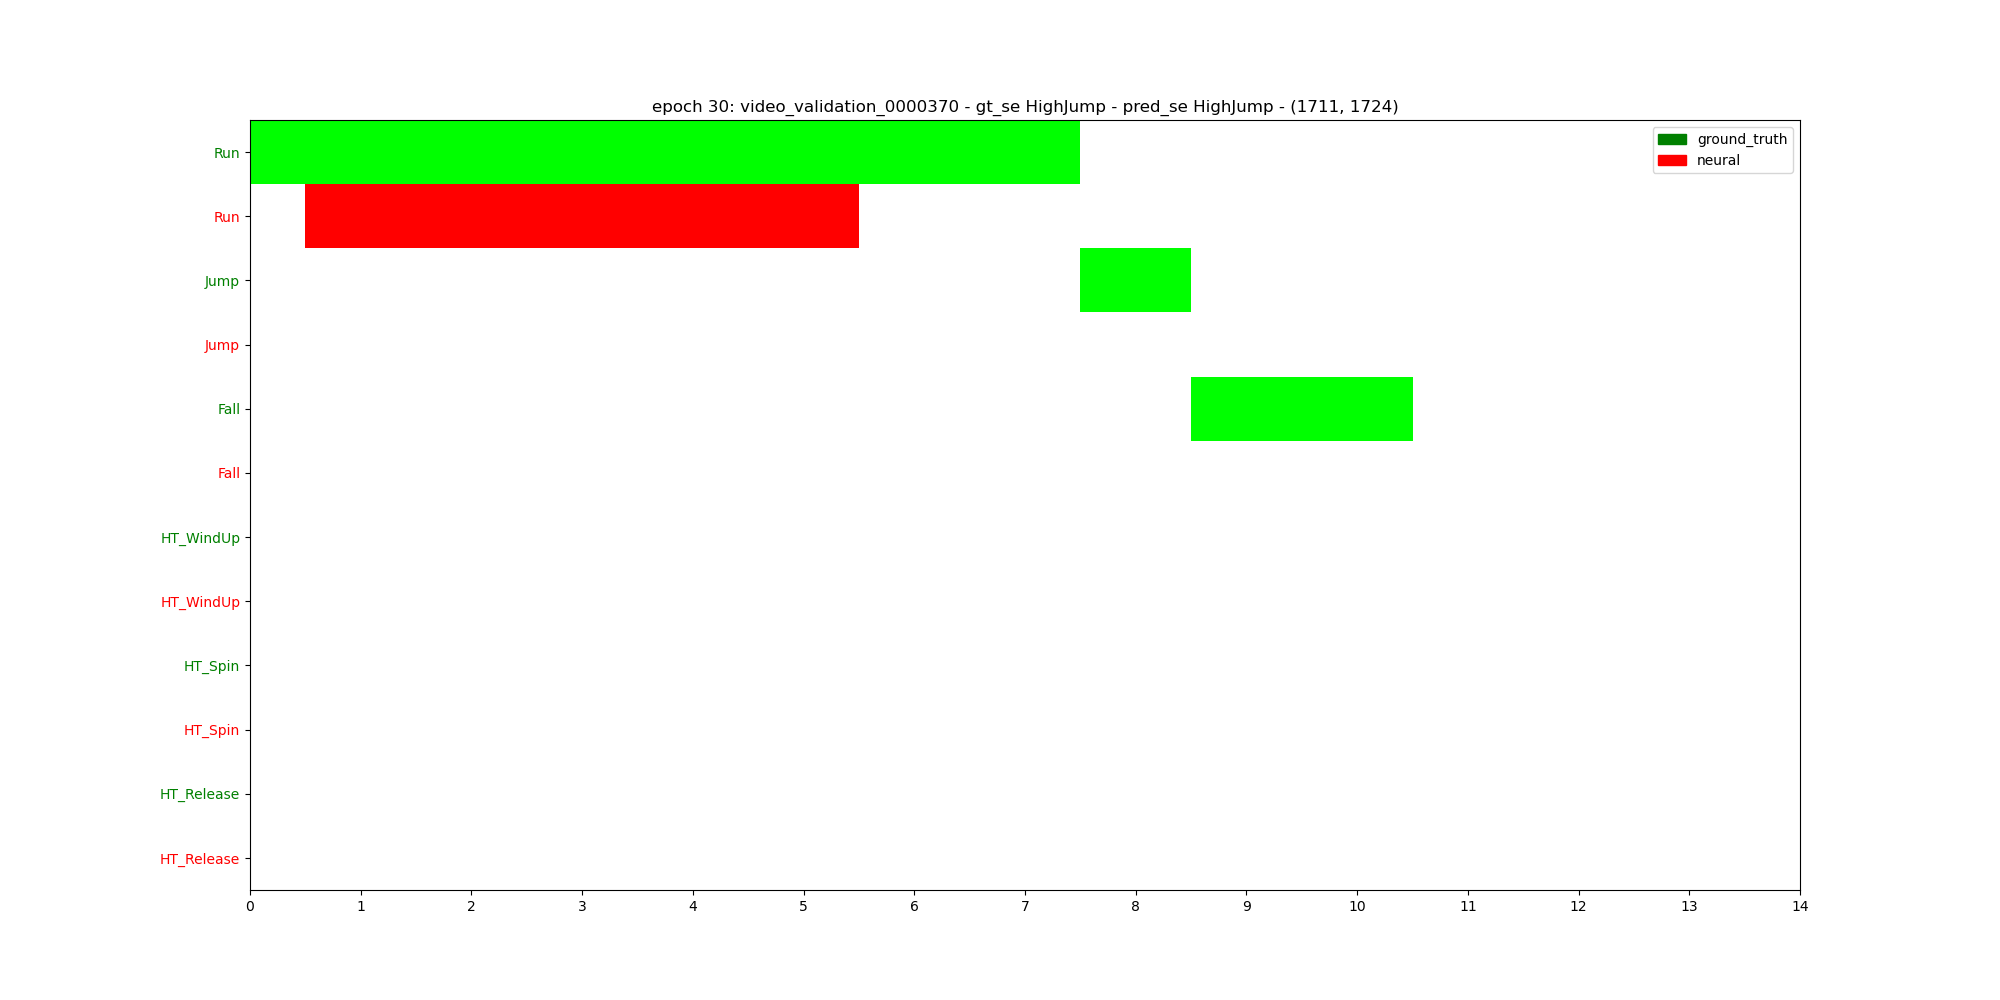 epoch 30: video_validation_0000370 - gt_se HighJump - pred_se HighJump - (1711, 1724)
ground_truth
neural
Run
Run
Jump
Jump
Fall
Fall
HT_WindUp
HT_WindUp
HT_Spin
HT_Spin
HT_Release
HT_Release
0 1 2 3 4 5 6 7 8 9 10 11 12 13 14